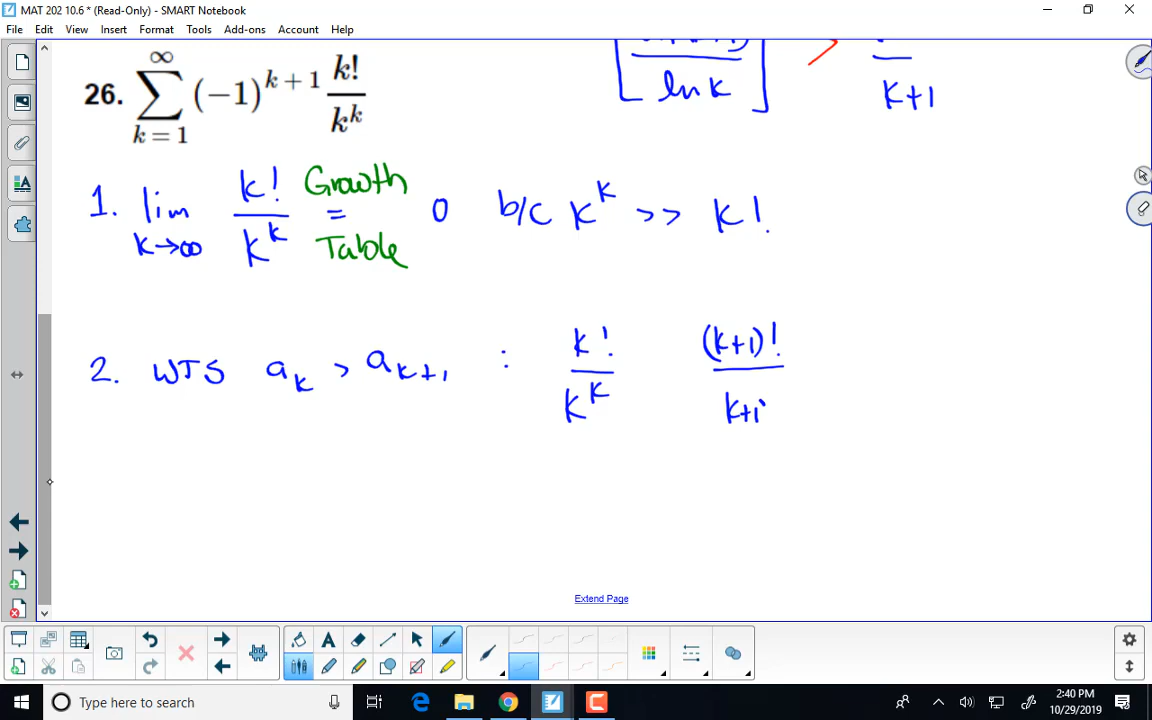 MAT 202 10.6 * (Read-Only) - SMART Notebook
File Edit View Insert Format Tools Add-ons Account Help
ln k
k+1
26. ∑ k = 1 ∞ (−1)^{k + 1} k!/k^k
1. lim k→∞ k!/k^k Growth = Table 0 b/c k^k >> k!
2. WTS a_k > a_{k+1} : k!/k^k (k+1)!/k+1
Extend Page
Type here to search
2:40 PM
10/29/2019